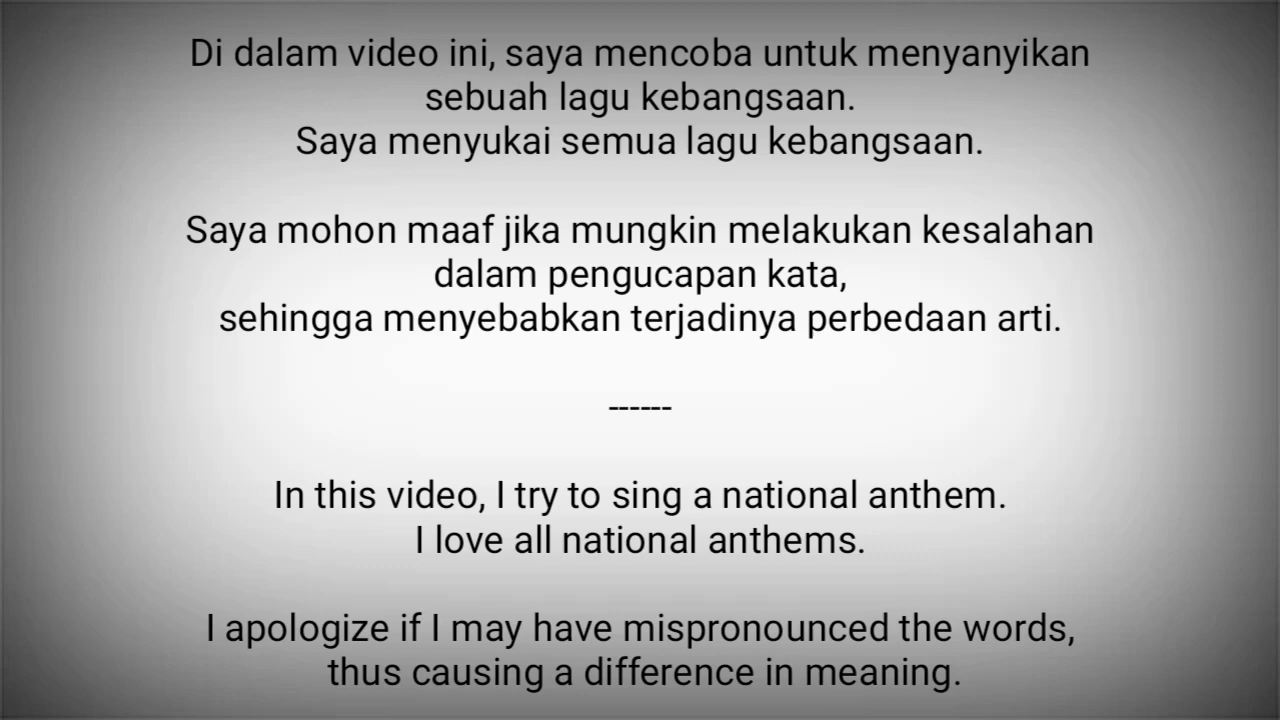 Di dalam video ini, saya mencoba untuk menyanyikan
sebuah lagu kebangsaan.
Saya menyukai semua lagu kebangsaan.
Saya mohon maaf jika mungkin melakukan kesalahan
dalam pengucapan kata,
sehingga menyebabkan terjadinya perbedaan arti.
------
In this video, I try to sing a national anthem.
I love all national anthems.
I apologize if I may have mispronounced the words,
thus causing a difference in meaning.